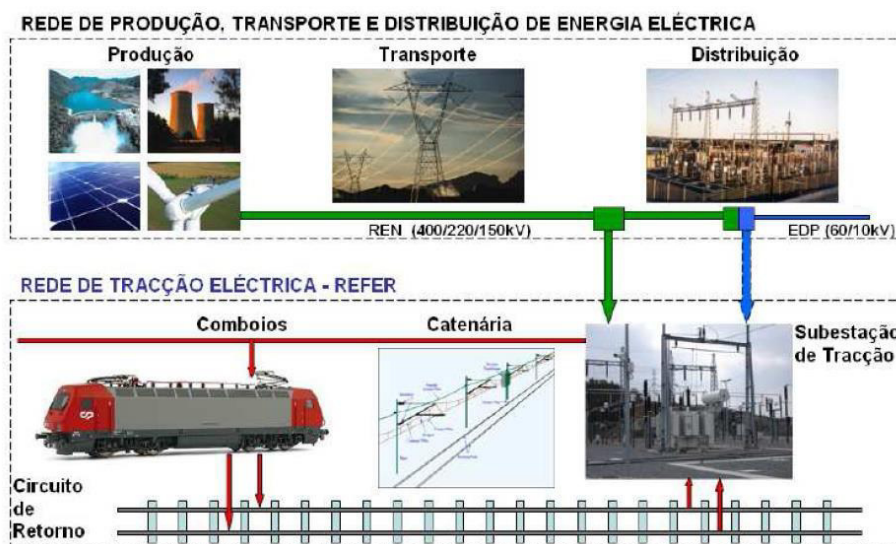 REDE DE PRODUÇÃO, TRANSPORTE E DISTRIBUIÇÃO DE ENERGIA ELÉCTRICA
Produção
Transporte
Distribuição
REN (400/220/150kV)
EDP (60/10kV)
REDE DE TRACÇÃO ELÉCTRICA - REFER
Comboios
Catenária
Subestação
de Tracção
Circuito
de
Retorno